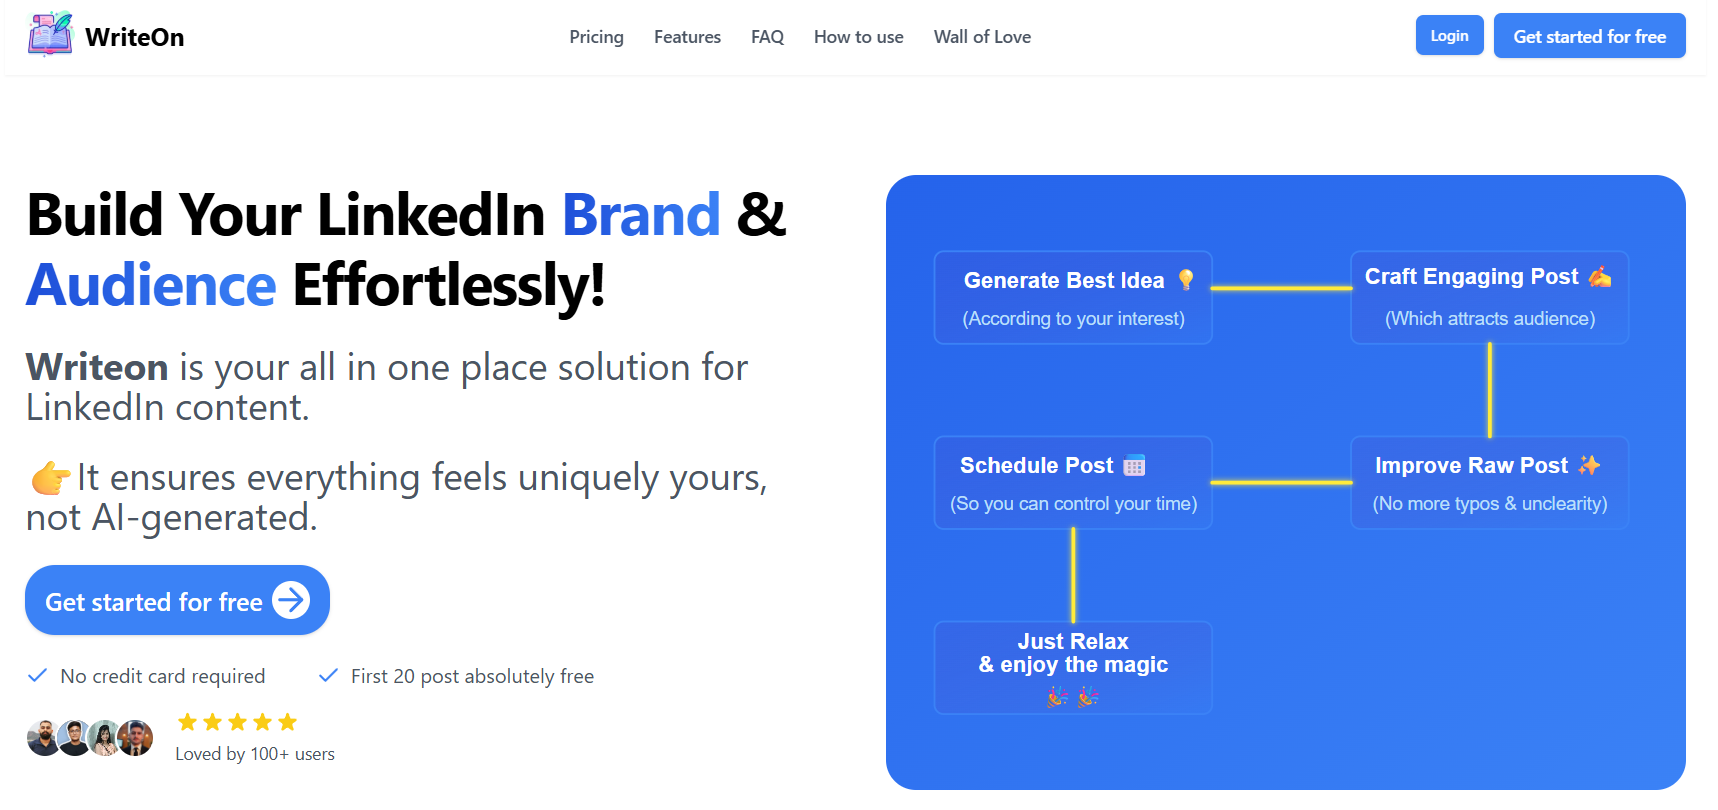 WriteOn
Pricing Features FAQ How to use Wall of Love
Login Get started for free
Build Your LinkedIn Brand &
Audience Effortlessly!
Writeon is your all in one place solution for
LinkedIn content.
👉It ensures everything feels uniquely yours,
not AI-generated.
Get started for free
No credit card required
First 20 post absolutely free
Loved by 100+ users
Generate Best Idea 💡
(According to your interest)
Craft Engaging Post ✍️
(Which attracts audience)
Schedule Post 📅
(So you can control your time)
Improve Raw Post ✨
(No more typos & unclearity)
Just Relax
& enjoy the magic
🎉 🎉